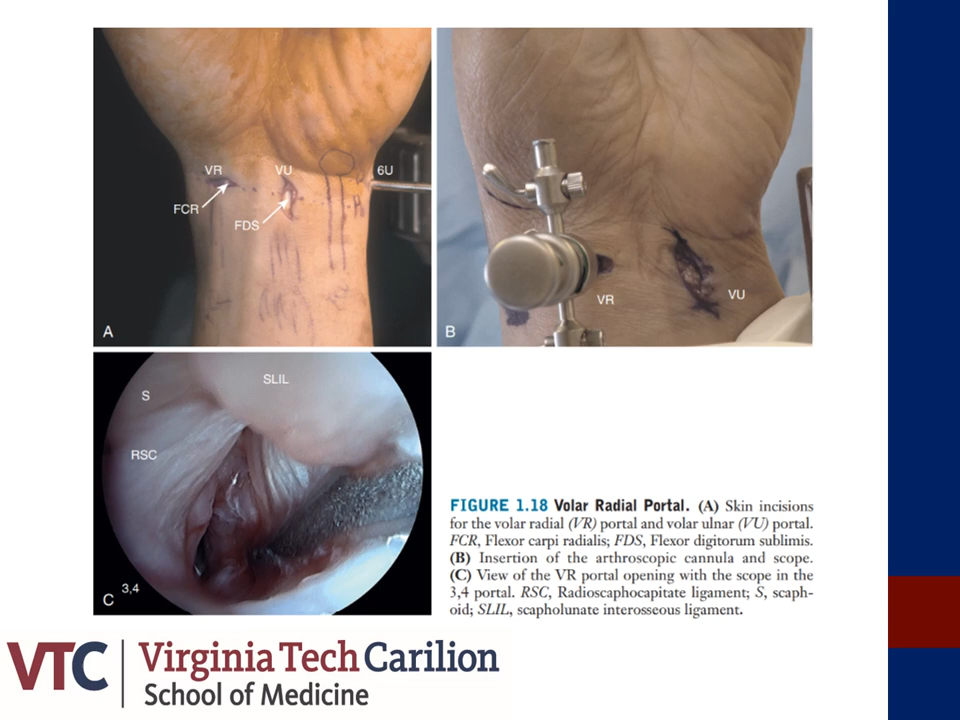 VR
VU
6U
FCR
FDS
A
VR
VU
B
SLIL
S
RSC
3,4
C
FIGURE 1.18 Volar Radial Portal. (A) Skin incisions
for the volar radial (VR) portal and volar ulnar (VU) portal.
FCR, Flexor carpi radialis; FDS, Flexor digitorum sublimis.
(B) Insertion of the arthroscopic cannula and scope.
(C) View of the VR portal opening with the scope in the
3,4 portal. RSC, Radioscaphocapitate ligament; S, scaph-
oid; SLIL, scapholunate interosseous ligament.
VTC
Virginia Tech Carilion
School of Medicine